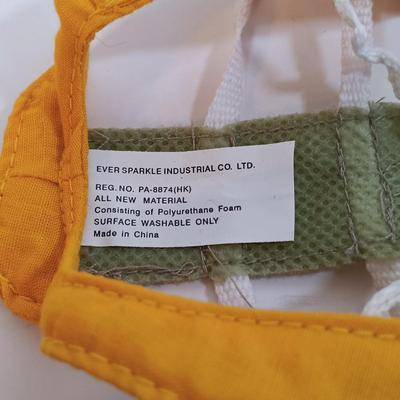 EVER SPARKLE INDUSTRIAL CO. LTD.
REG. NO. PA-8874(HK)
ALL NEW MATERIAL
Consisting of Polyurethane Foam
SURFACE WASHABLE ONLY
Made in China